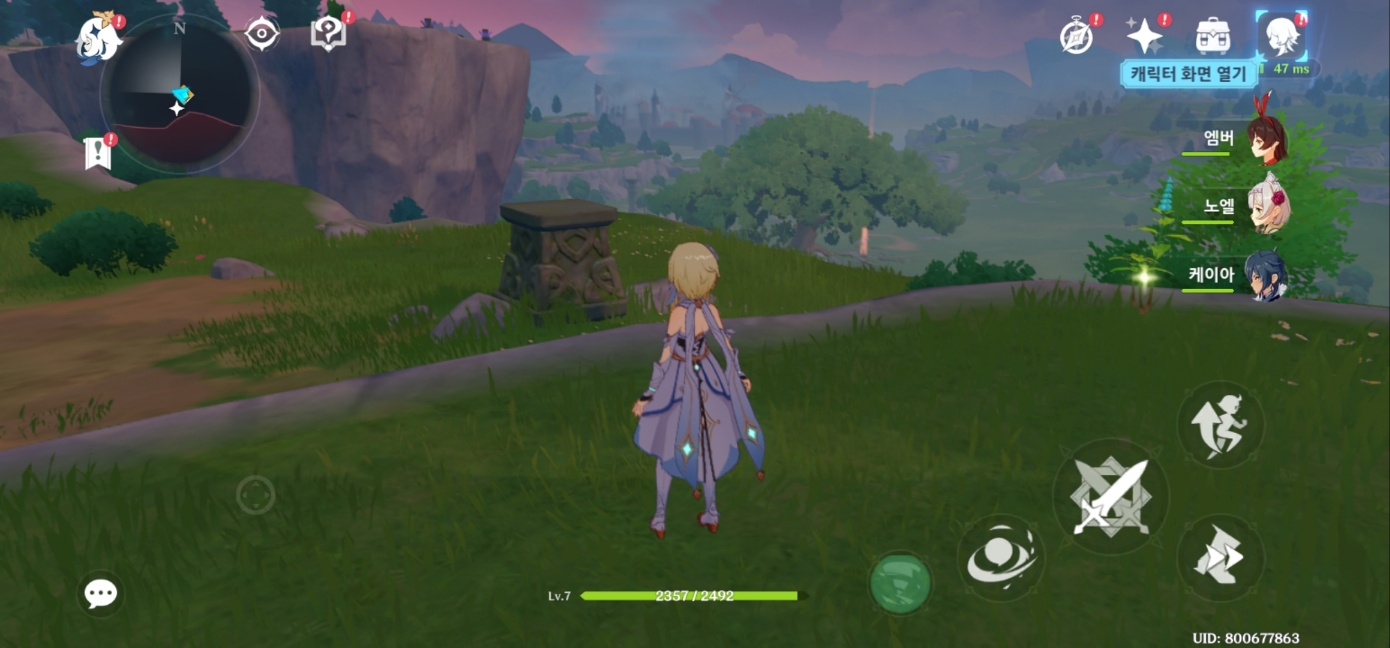 N
47 ms
캐릭터 화면 열기
엠버
노엘
케이아
Lv.7
2357 / 2492
UID: 800677863